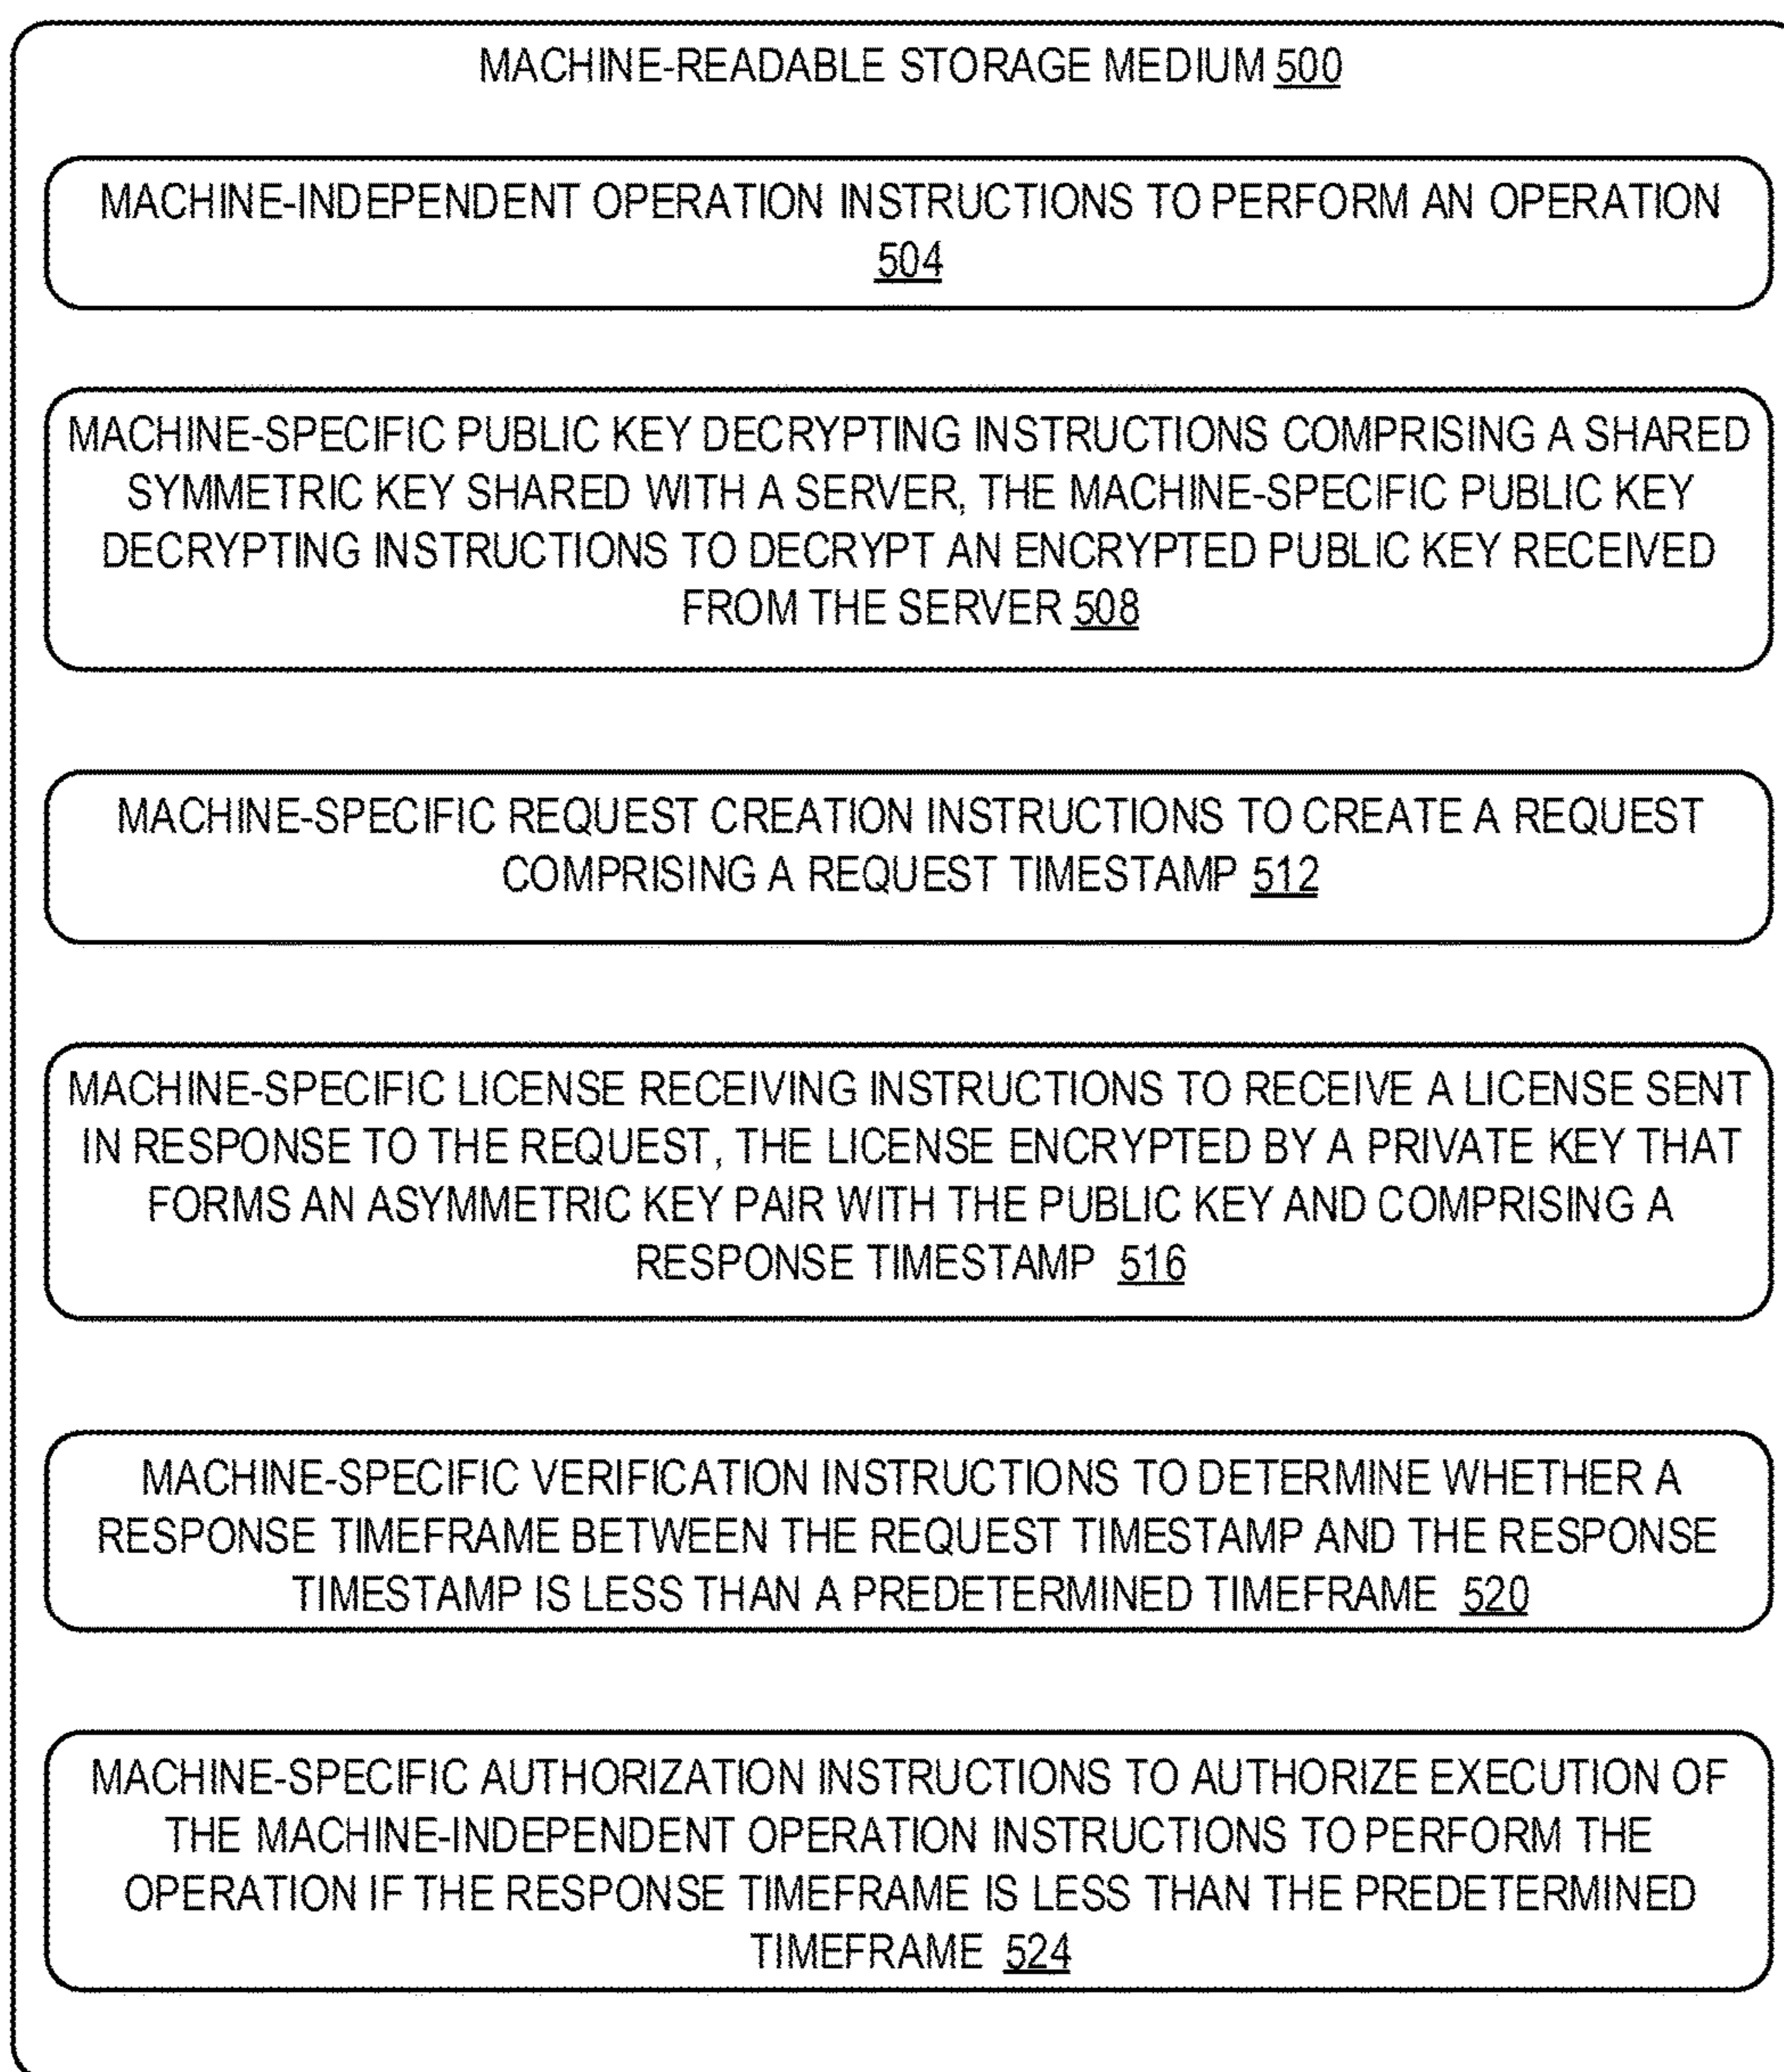 MACHINE-READABLE STORAGE MEDIUM 500
MACHINE-INDEPENDENT OPERATION INSTRUCTIONS TO PERFORM AN OPERATION
504
MACHINE-SPECIFIC PUBLIC KEY DECRYPTING INSTRUCTIONS COMPRISING A SHARED
SYMMETRIC KEY SHARED WITH A SERVER, THE MACHINE-SPECIFIC PUBLIC KEY
DECRYPTING INSTRUCTIONS TO DECRYPT AN ENCRYPTED PUBLIC KEY RECEIVED
FROM THE SERVER 508
MACHINE-SPECIFIC REQUEST CREATION INSTRUCTIONS TO CREATE A REQUEST
COMPRISING A REQUEST TIMESTAMP 512
MACHINE-SPECIFIC LICENSE RECEIVING INSTRUCTIONS TO RECEIVE A LICENSE SENT
IN RESPONSE TO THE REQUEST, THE LICENSE ENCRYPTED BY A PRIVATE KEY THAT
FORMS AN ASYMMETRIC KEY PAIR WITH THE PUBLIC KEY AND COMPRISING A
RESPONSE TIMESTAMP 516
MACHINE-SPECIFIC VERIFICATION INSTRUCTIONS TO DETERMINE WHETHER A
RESPONSE TIMEFRAME BETWEEN THE REQUEST TIMESTAMP AND THE RESPONSE
TIMESTAMP IS LESS THAN A PREDETERMINED TIMEFRAME 520
MACHINE-SPECIFIC AUTHORIZATION INSTRUCTIONS TO AUTHORIZE EXECUTION OF
THE MACHINE-INDEPENDENT OPERATION INSTRUCTIONS TO PERFORM THE
OPERATION IF THE RESPONSE TIMEFRAME IS LESS THAN THE PREDETERMINED
TIMEFRAME 524